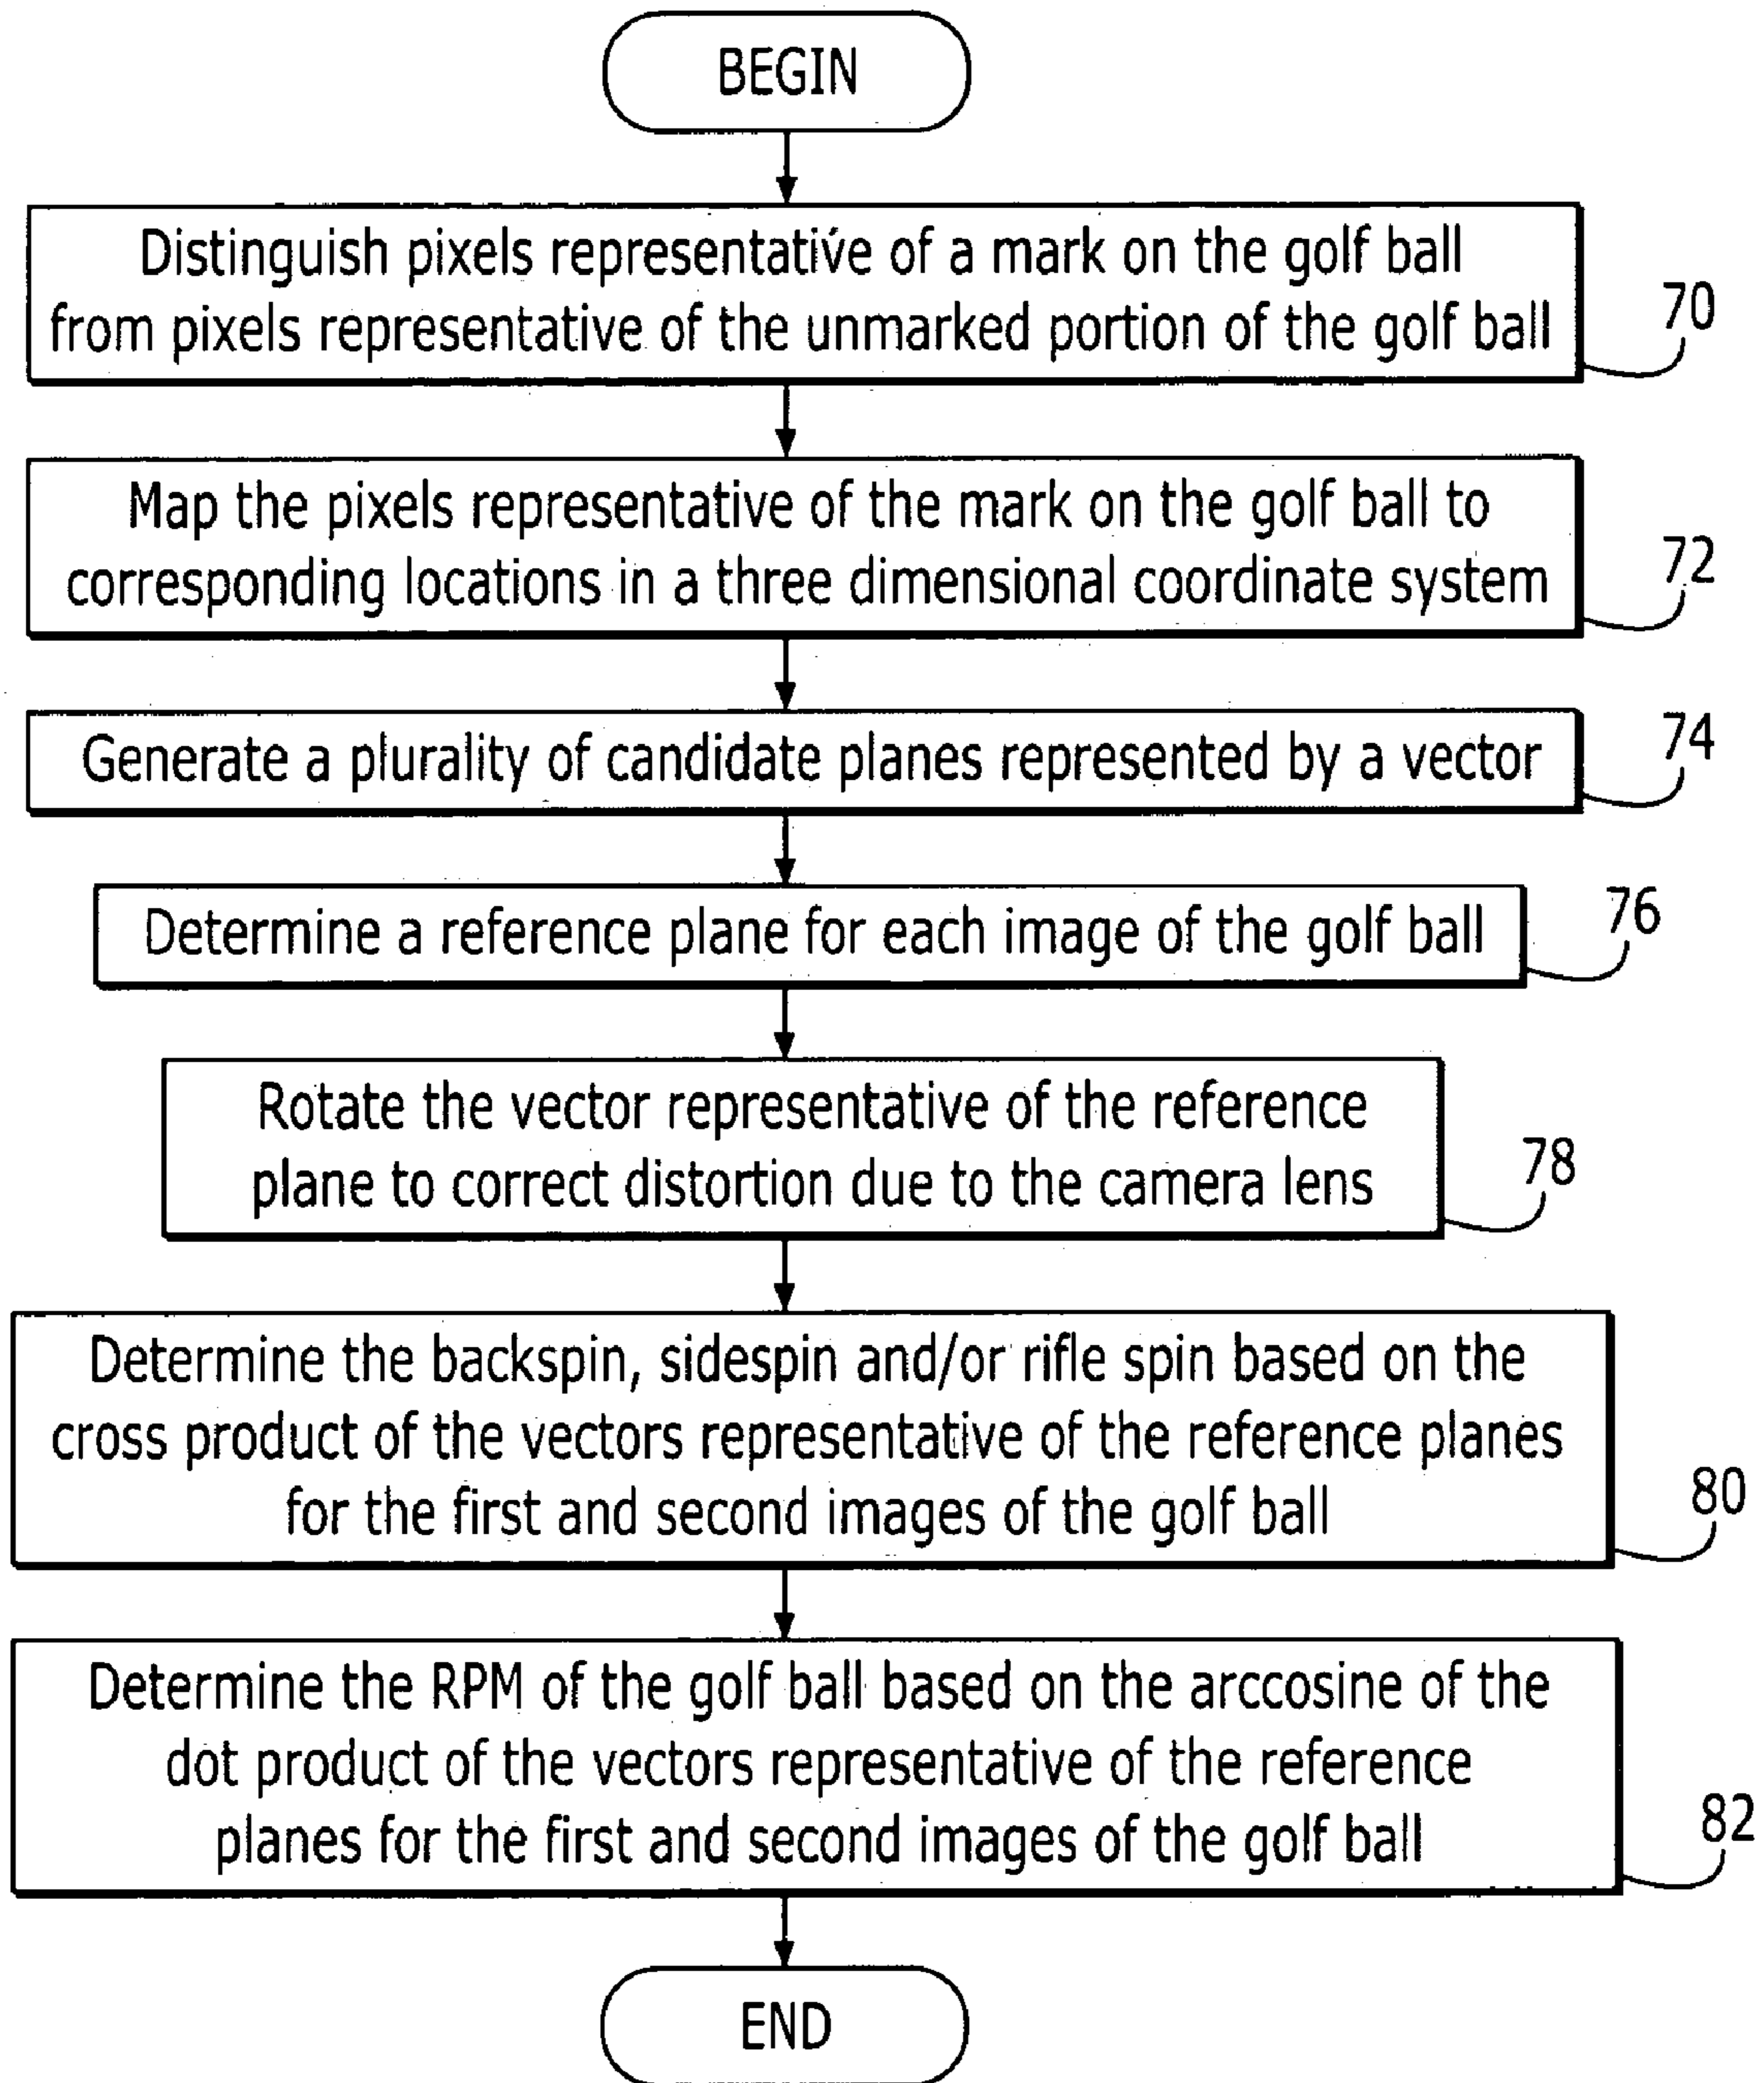 BEGIN
Distinguish pixels representative of a mark on the golf ball
from pixels representative of the unmarked portion of the golf ball
70
Map the pixels representative of the mark on the golf ball to
corresponding locations in a three dimensional coordinate system
72
Generate a plurality of candidate planes represented by a vector
74
Determine a reference plane for each image of the golf ball
76
Rotate the vector representative of the reference
plane to correct distortion due to the camera lens
78
Determine the backspin, sidespin and/or rifle spin based on the
cross product of the vectors representative of the reference planes
for the first and second images of the golf ball
80
Determine the RPM of the golf ball based on the arccosine of the
dot product of the vectors representative of the reference
planes for the first and second images of the golf ball
82
END